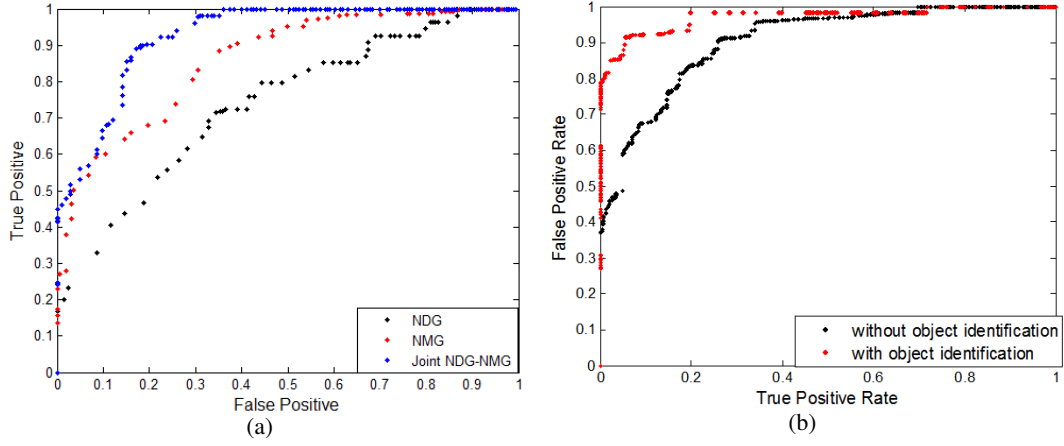 1
0.9
0.8
0.7
0.6
0.5
0.4
0.3
0.2
0.1
0
True Positive
0 0.1 0.2 0.3 0.4 0.5 0.6 0.7 0.8 0.9 1
False Positive
NDG
NMG
Joint NDG-NMG
(a)
1
0.9
0.8
0.7
0.6
0.5
0.4
0.3
0.2
0.1
0
False Positive Rate
0 0.2 0.4 0.6 0.8 1
True Positive Rate
without object identification
with object identification
(b)